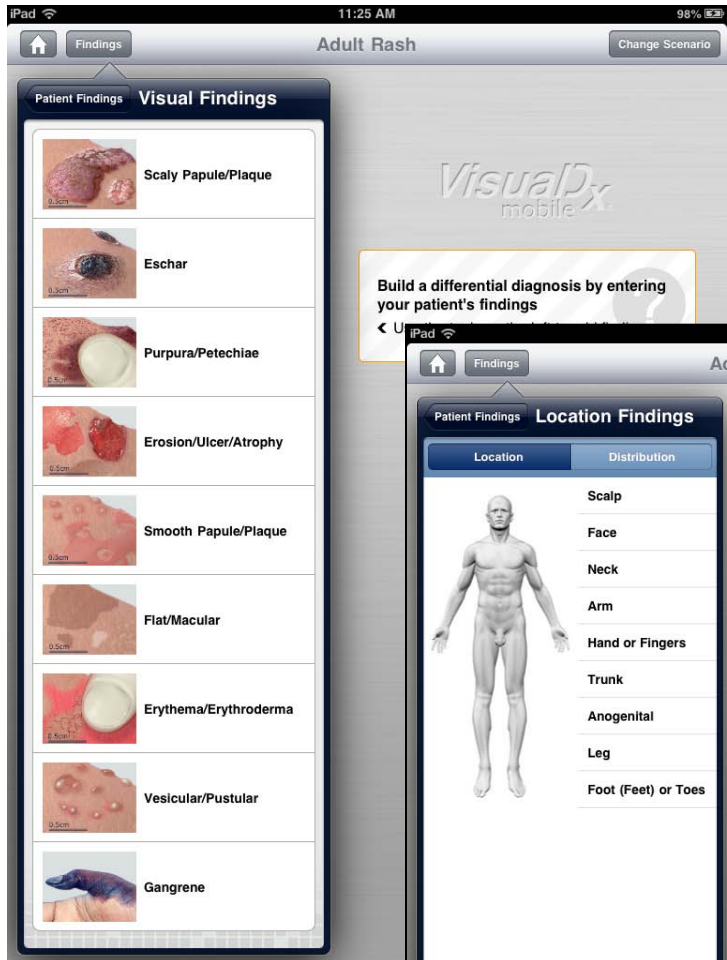 iPad
11:25 AM
98%
Findings
Adult Rash
Change Scenario
Patient Findings
Visual Findings
0.5cm
Scaly Papule/Plaque
0.5cm
Eschar
0.5cm
Purpura/Petechiae
0.5cm
Erosion/Ulcer/Atrophy
0.5cm
Smooth Papule/Plaque
0.5cm
Flat/Macular
0.5cm
Erythema/Erythroderma
0.5cm
Vesicular/Pustular
Gangrene
VisualDx
mobile
Build a differential diagnosis by entering
your patient's findings
?
iPad
Findings
Patient Findings
Location Findings
Location
Distribution
Scalp
Face
Neck
Arm
Hand or Fingers
Trunk
Anogenital
Leg
Foot (Feet) or Toes